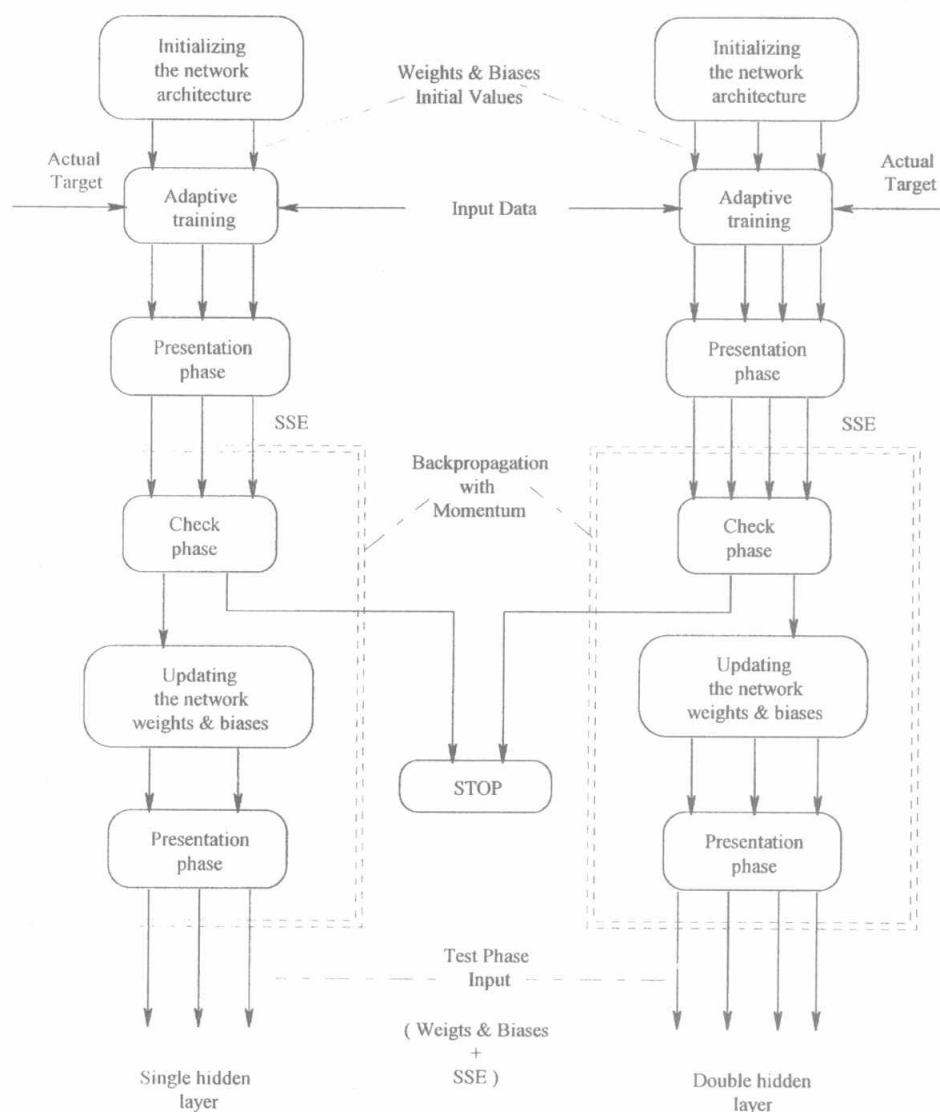 Initializing
the network
architecture
Weights & Biases
Initial Values
Initializing
the network
architecture
Actual
Target
Adaptive
training
Input Data
Adaptive
training
Actual
Target
Presentation
phase
Presentation
phase
SSE
SSE
Backpropagation
with
Momentum
Check
phase
Check
phase
Updating
the network
weights & biases
Updating
the network
weights & biases
STOP
Presentation
phase
Presentation
phase
Test Phase
Input
( Weigts & Biases
+
SSE )
Single hidden
layer
Double hidden
layer